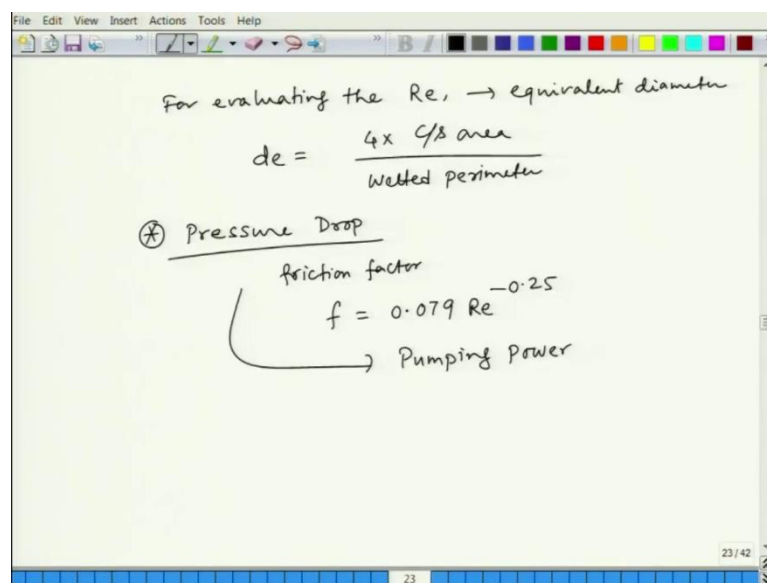 File Edit View Insert Actions Tools Help
B I
For evaluating the Re, → equivalent diameter
de = 4x c/s area / wetted perimeter
* Pressure Drop
friction factor
f = 0.079 Re^-0.25
→ Pumping Power
23/42
23